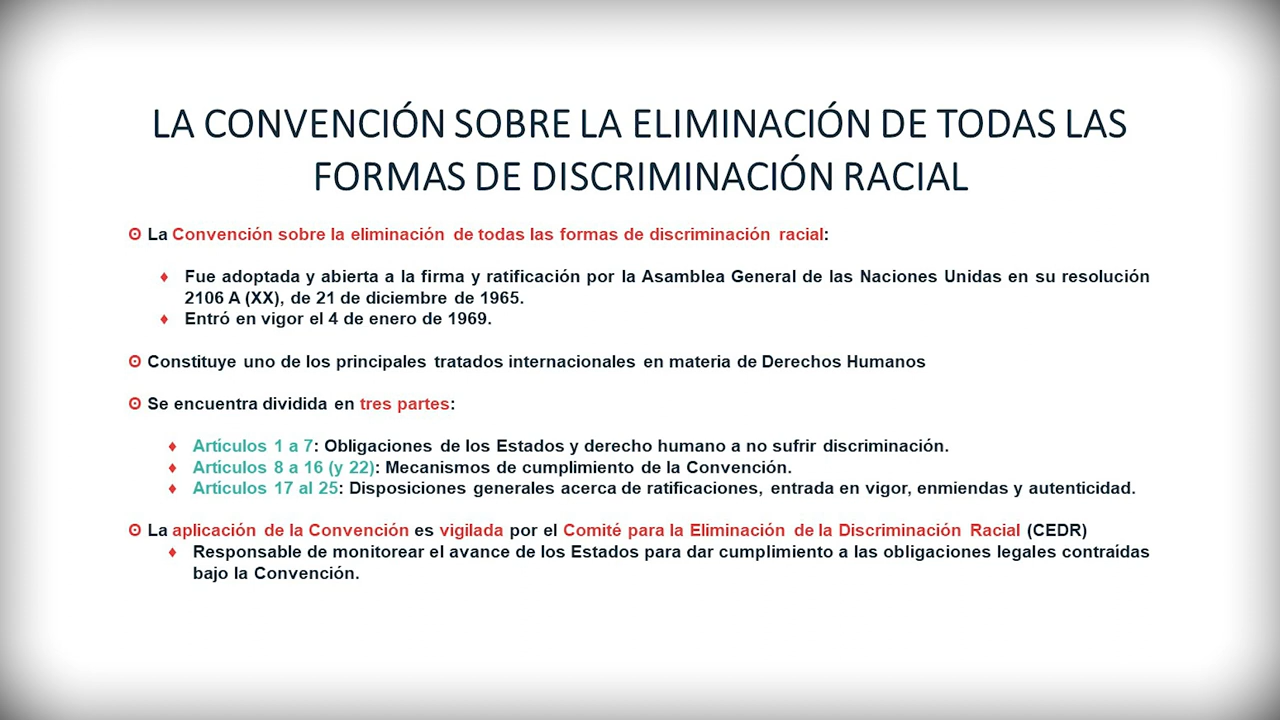 LA CONVENCIÓN SOBRE LA ELIMINACIÓN DE TODAS LAS
FORMAS DE DISCRIMINACIÓN RACIAL
La Convención sobre la eliminación de todas las formas de discriminación racial:
Fue adoptada y abierta a la firma y ratificación por la Asamblea General de las Naciones Unidas en su resolución
2106 A (XX), de 21 de diciembre de 1965.
Entró en vigor el 4 de enero de 1969.
Constituye uno de los principales tratados internacionales en materia de Derechos Humanos
Se encuentra dividida en tres partes:
Artículos 1 a 7: Obligaciones de los Estados y derecho humano a no sufrir discriminación.
Artículos 8 a 16 (y 22): Mecanismos de cumplimiento de la Convención.
Artículos 17 al 25: Disposiciones generales acerca de ratificaciones, entrada en vigor, enmiendas y autenticidad.
La aplicación de la Convención es vigilada por el Comité para la Eliminación de la Discriminación Racial (CEDR)
Responsable de monitorear el avance de los Estados para dar cumplimiento a las obligaciones legales contraídas
bajo la Convención.